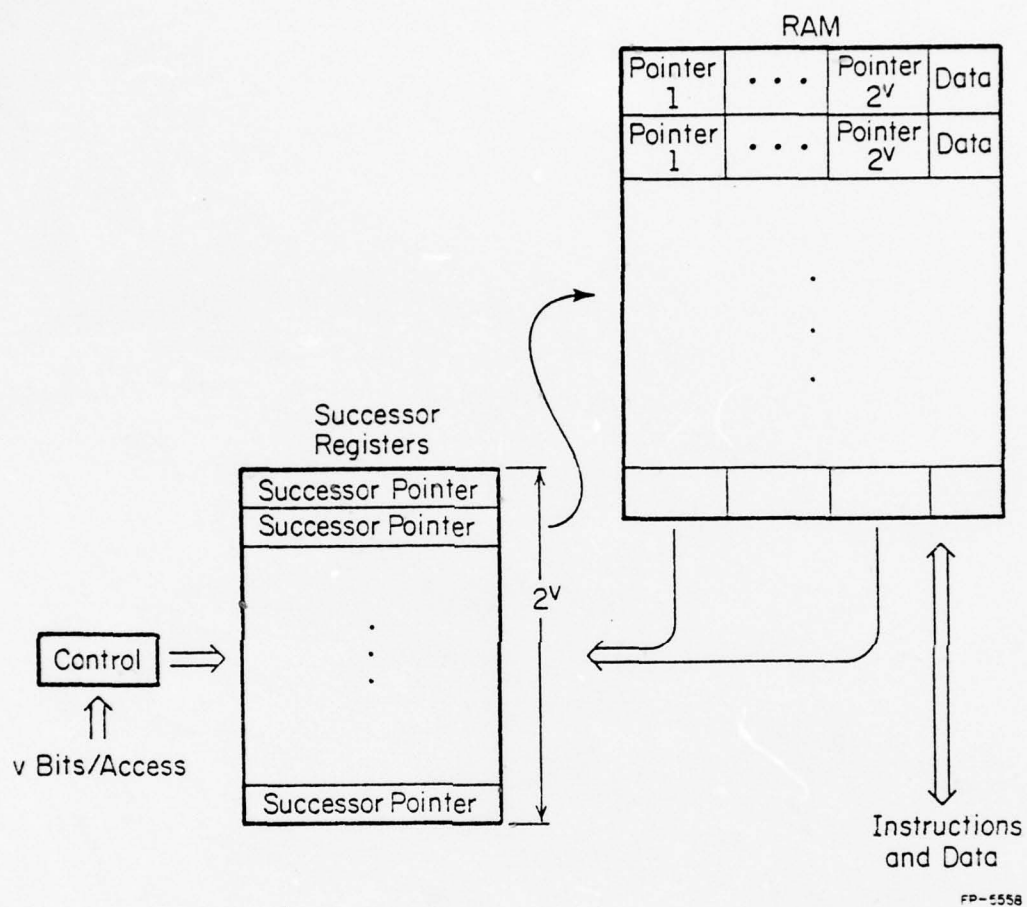 RAM
Pointer 1 . . . Pointer 2^v Data
Pointer 1 . . . Pointer 2^v Data
Successor
Registers
Successor Pointer
Successor Pointer
2^v
Control
v Bits/Access
Successor Pointer
Instructions
and Data
FP-5558